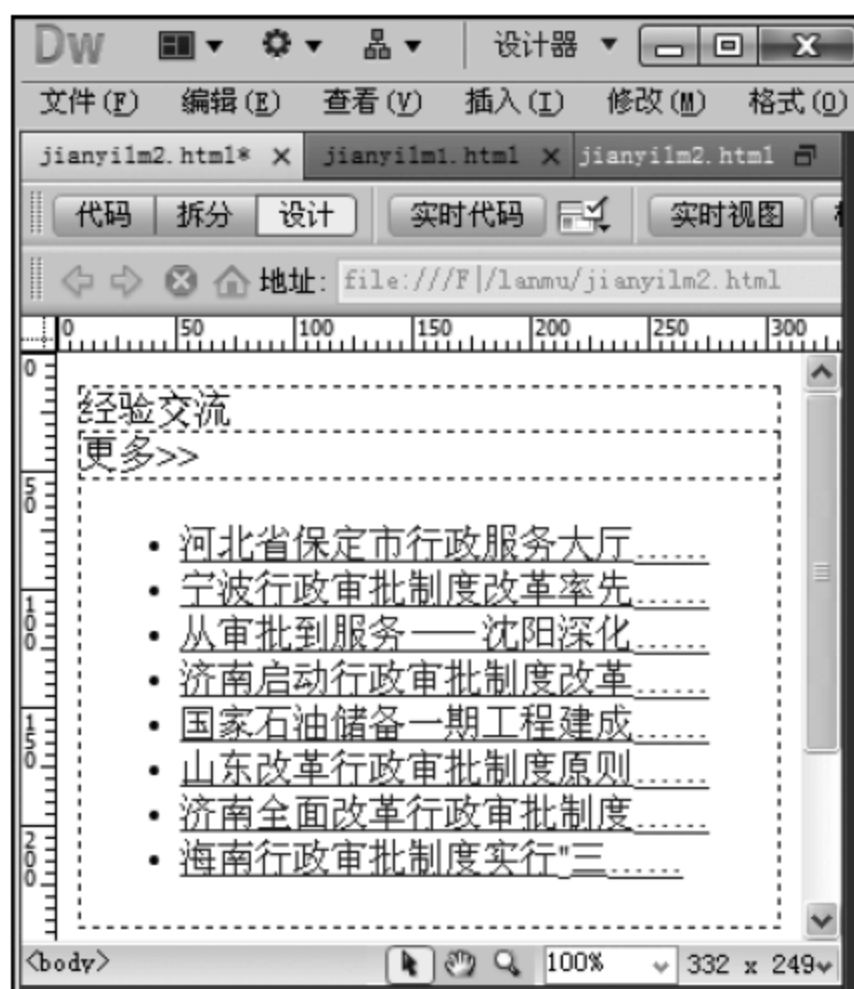 Dw 设计器
文件(F) 编辑(E) 查看(V) 插入(I) 修改(M) 格式(O)
jianyilm2.html* × jianyilm1.html × jianyilm2.html
代码 拆分 设计 实时代码 实时视图
地址: file:///F|/lanmu/jianyilm2.html
0 50 100 150 200 250 300
0
经验交流
更多>>
50
河北省保定市行政服务大厅......
宁波行政审批制度改革率先......
100
从审批到服务——沈阳深化......
济南启动行政审批制度改革......
150
国家石油储备一期工程建成......
山东改革行政审批制度原则......
济南全面改革行政审批制度......
200
海南行政审批制度实行"三......
<body> 100% 332 x 249